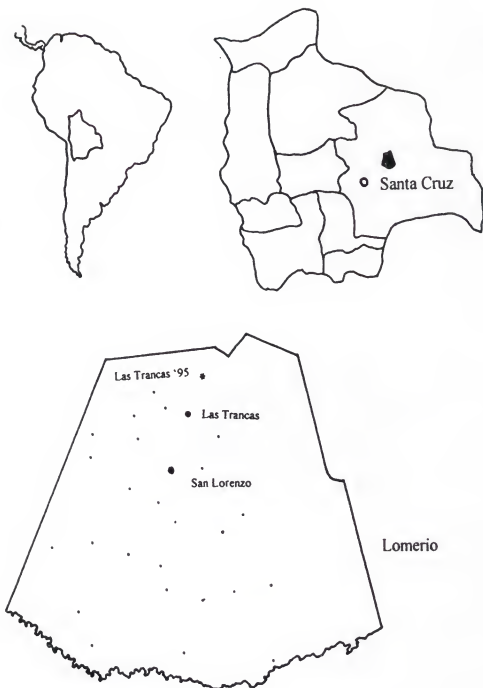 Santa Cruz
Las Trancas '95
Las Trancas
San Lorenzo
Lomerio